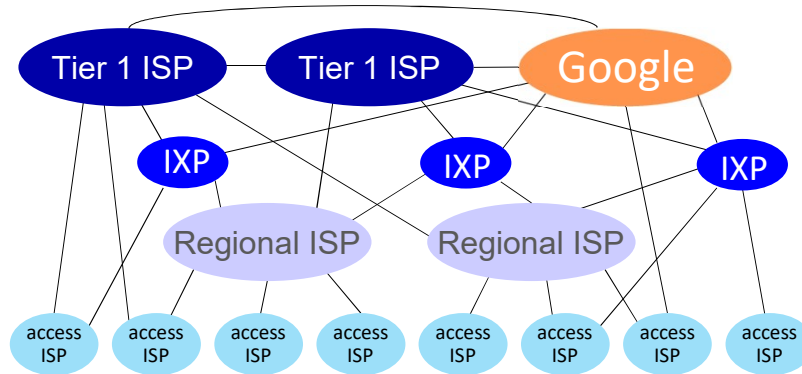 Tier 1 ISP
Tier 1 ISP
Google
IXP
IXP
IXP
Regional ISP
Regional ISP
access
ISP
access
ISP
access
ISP
access
ISP
access
ISP
access
ISP
access
ISP
access
ISP